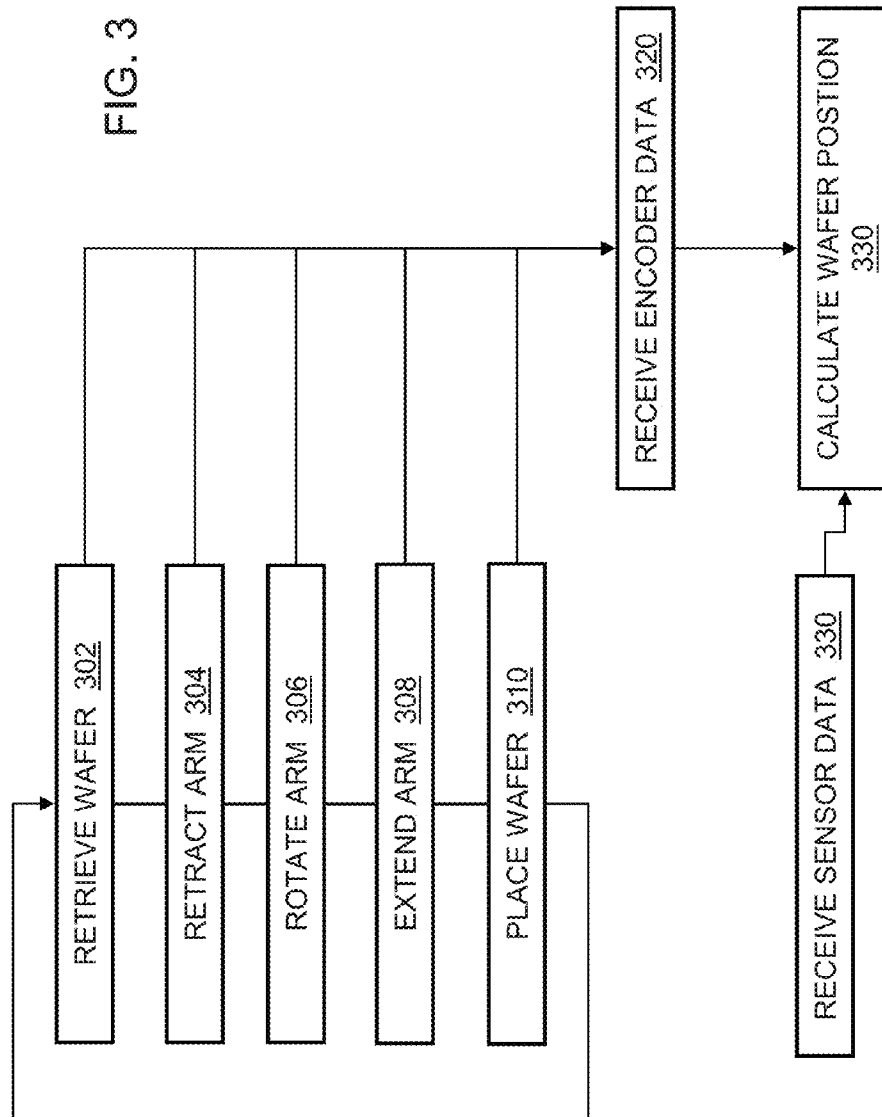 FIG. 3
RETRIEVE WAFER 302
RETRACT ARM 304
ROTATE ARM 306
EXTEND ARM 308
PLACE WAFER 310
RECEIVE ENCODER DATA 320
RECEIVE SENSOR DATA 330
CALCULATE WAFER POSTION
330